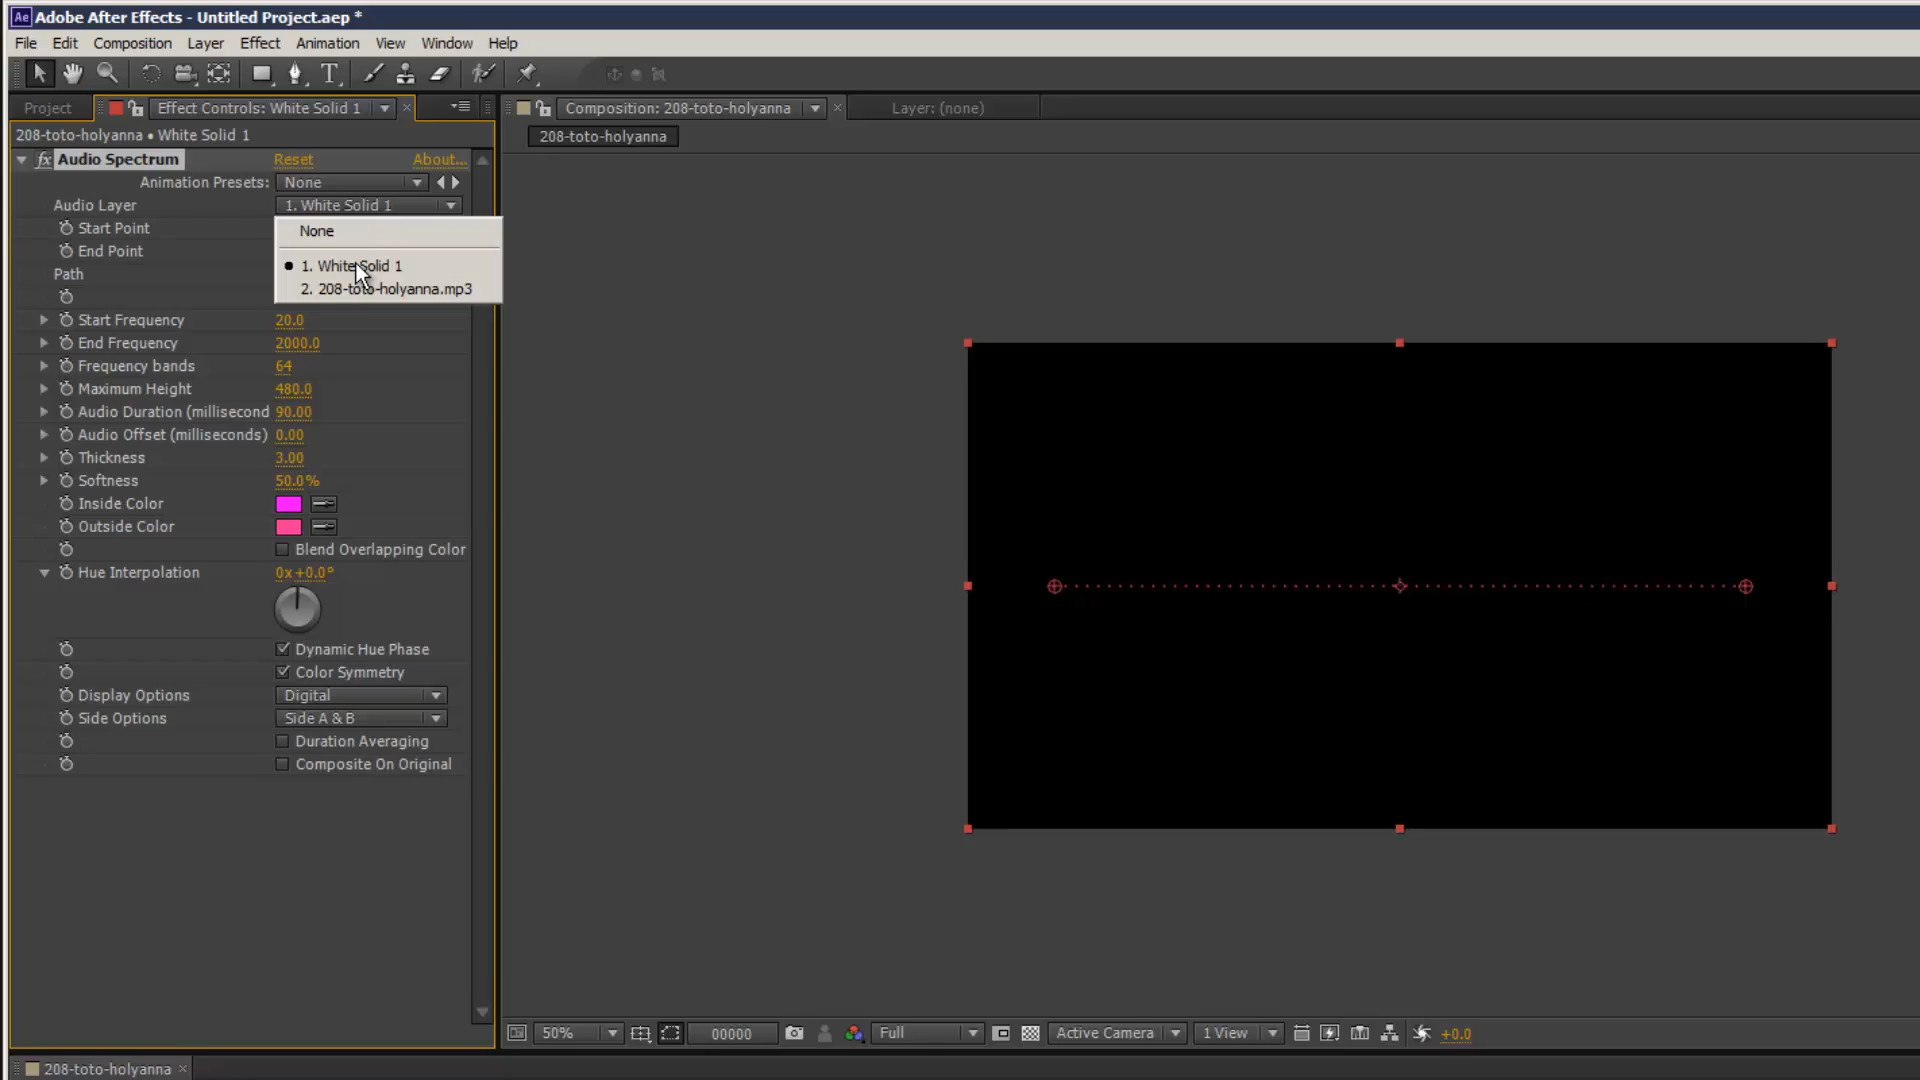 Ae Adobe After Effects - Untitled Project.aep *
File Edit Composition Layer Effect Animation View Window Help
Project Effect Controls: White Solid 1 Composition: 208-toto-holyanna Layer: (none)
208-toto-holyanna • White Solid 1
208-toto-holyanna
fx Audio Spectrum Reset About...
Animation Presets: None
Audio Layer 1. White Solid 1
Start Point
None
End Point
1. White Solid 1
Path
2. 208-toto-holyanna.mp3
Start Frequency 20.0
End Frequency 2000.0
Frequency bands 64
Maximum Height 480.0
Audio Duration (millisecond 90.00
Audio Offset (milliseconds) 0.00
Thickness 3.00
Softness 50.0%
Inside Color
Outside Color
Blend Overlapping Color
Hue Interpolation 0x+0.0°
Dynamic Hue Phase
Color Symmetry
Display Options Digital
Side Options Side A & B
Duration Averaging
Composite On Original
50% 00000 Full Active Camera 1 View +0.0
208-toto-holyanna